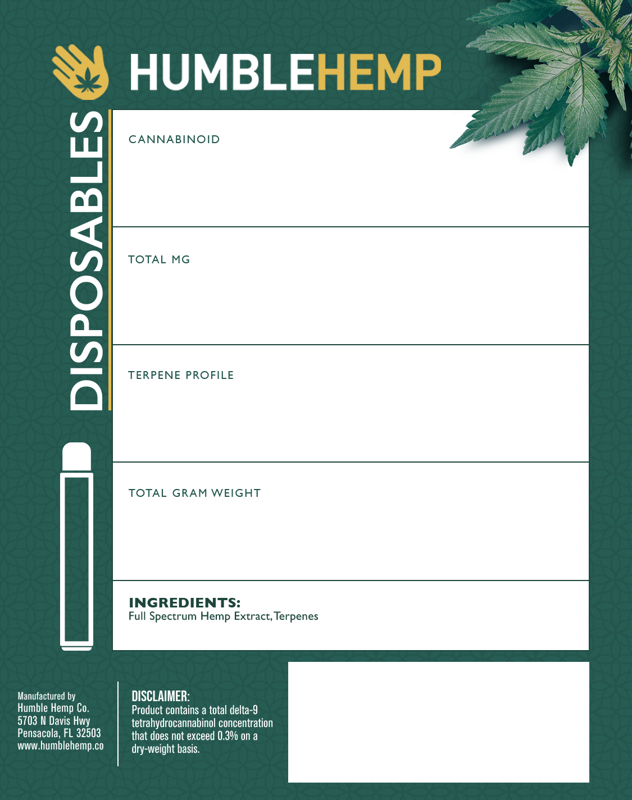 HUMBLEHEMP
DISPOSABLES
CANNABINOID
TOTAL MG
TERPENE PROFILE
TOTAL GRAM WEIGHT
INGREDIENTS:
Full Spectrum Hemp Extract, Terpenes
Manufactured by
Humble Hemp Co.
5703 N Davis Hwy
Pensacola, FL 32503
www.humblehemp.co
DISCLAIMER:
Product contains a total delta-9
tetrahydrocannabinol concentration
that does not exceed 0.3% on a
dry-weight basis.